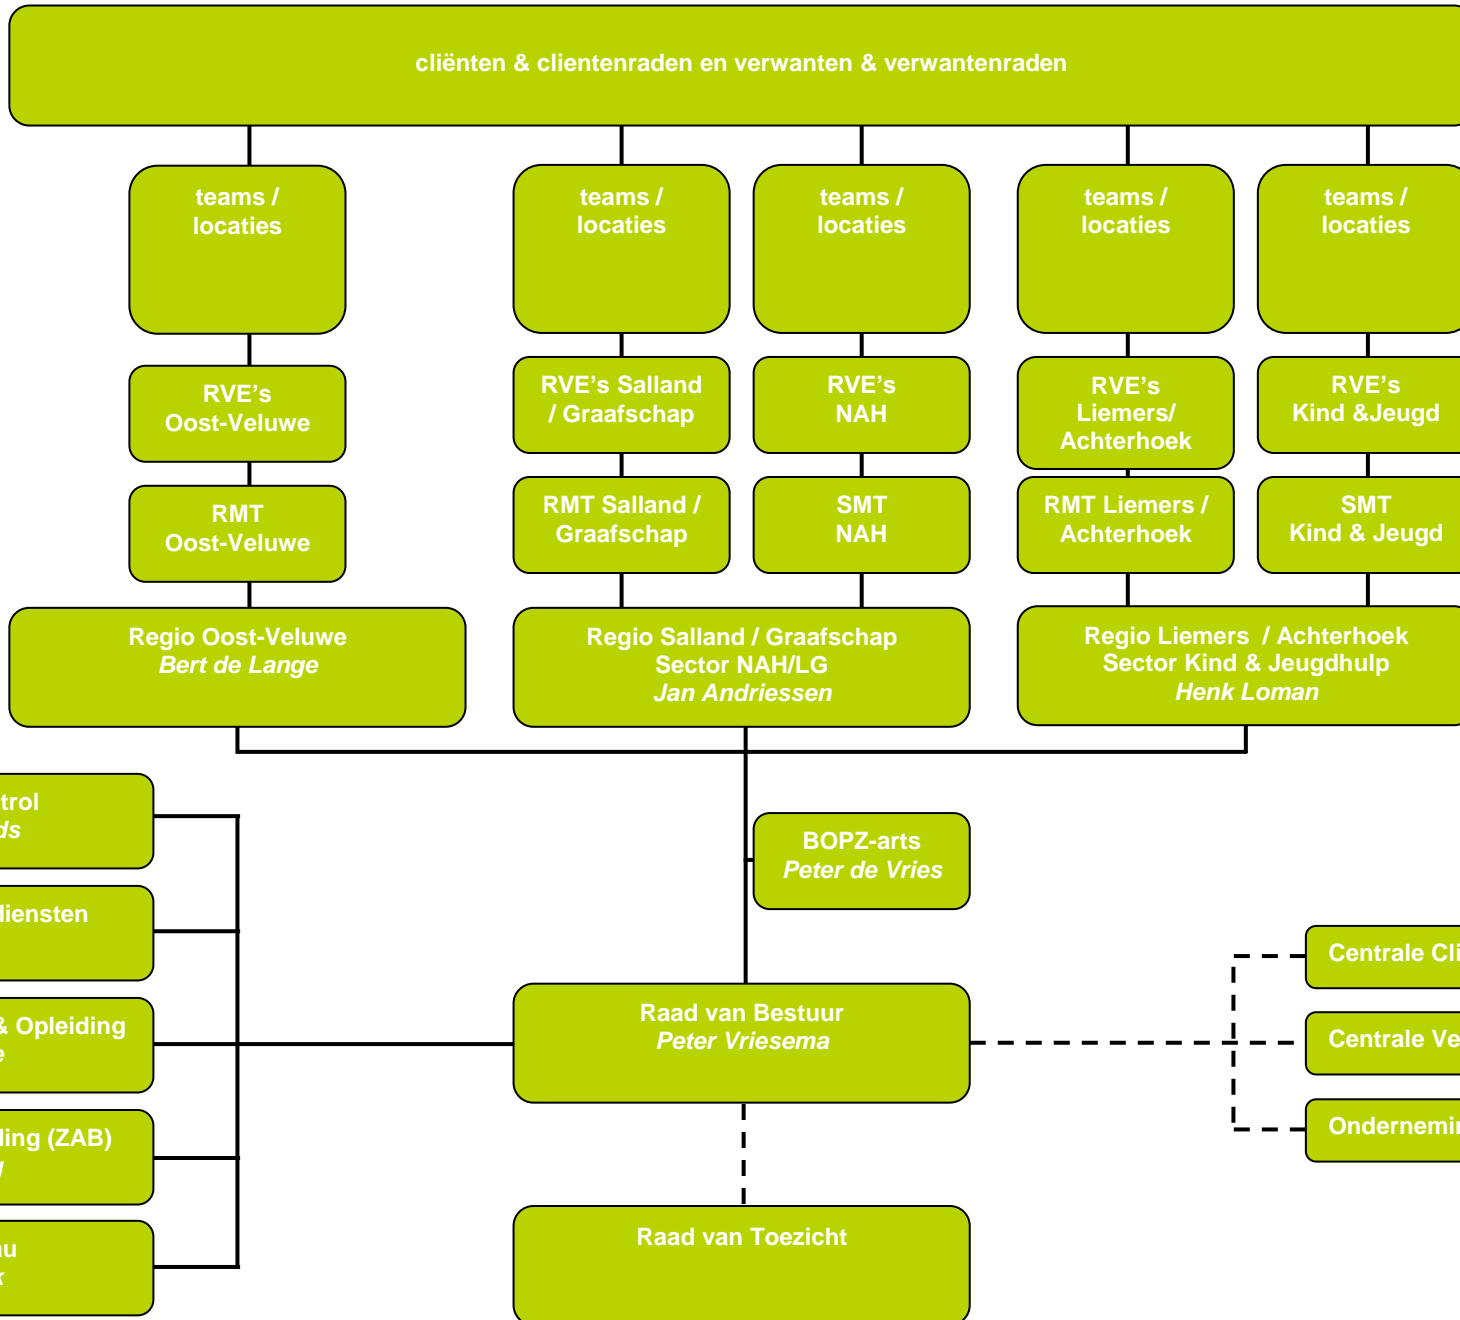 cliënten & clientenraden en verwanten & verwantenraden
teams /
locaties
teams /
locaties
teams /
locaties
teams /
locaties
teams /
locaties
RVE's
Oost-Veluwe
RVE's Salland
/ Graafschap
RVE's
NAH
RVE's
Liemers/
Achterhoek
RVE's
Kind &Jeugd
RMT
Oost-Veluwe
RMT Salland /
Graafschap
SMT
NAH
RMT Liemers /
Achterhoek
SMT
Kind & Jeugd
Regio Oost-Veluwe
Bert de Lange
Regio Salland / Graafschap
Sector NAH/LG
Jan Andriessen
Regio Liemers / Achterhoek
Sector Kind & Jeugdhulp
Henk Loman
BOPZ-arts
Peter de Vries
& Opleiding
(ZAB)
Raad van Bestuur
Peter Vriesema
Centrale
Centrale
Raad van Toezicht